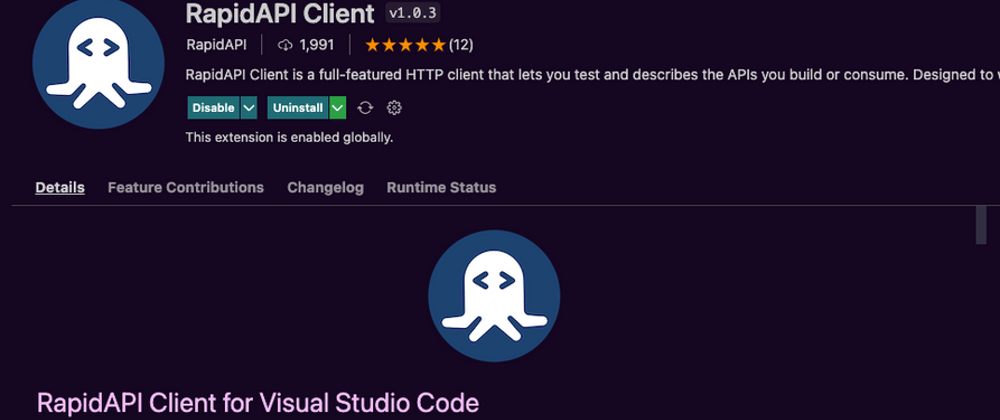 RapidAPI Client v1.0.3
RapidAPI 1,991 (12)
RapidAPI Client is a full-featured HTTP client that lets you test and describes the APIs you build or consume. Designed to
Disable Uninstall
This extension is enabled globally.
Details Feature Contributions Changelog Runtime Status
RapidAPI Client for Visual Studio Code